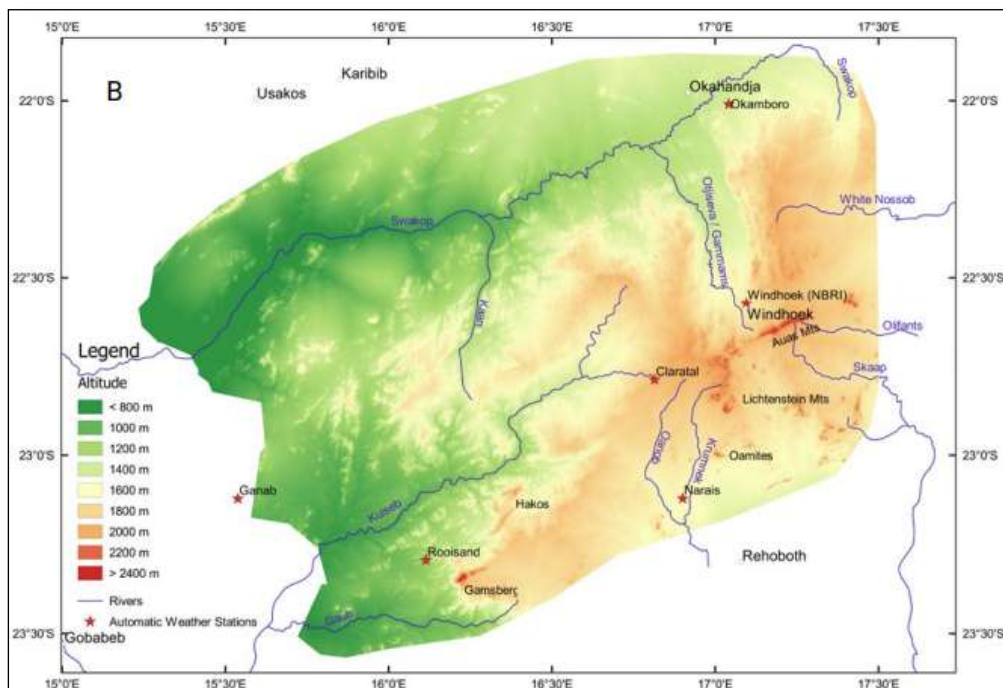 15°0'E 15°30'E 16°0'E 16°30'E 17°0'E 17°30'E
B
Karibib
Usakos
Okahandja
Okamboro
Swakop
22°0'S 22°0'S
Otjiseva / Gammams
White Nossob
Swakop
Kaan
22°30'S 22°30'S
Windhoek (NBRI)
Windhoek
Auas Mts
Olifants
Skaap
Claratal
Lichtenstein Mts
Oanob
Krumnek
Oamites
23°0'S 23°0'S
Ganab
Kuiseb
Hakos
Narais
Rooisand
Gamsberg
Rehoboth
23°30'S 23°30'S
Gobabeb
Legend
Altitude
< 800 m
1000 m
1200 m
1400 m
1600 m
1800 m
2000 m
2200 m
> 2400 m
Rivers
Automatic Weather Stations
15°0'E 15°30'E 16°0'E 16°30'E 17°0'E 17°30'E